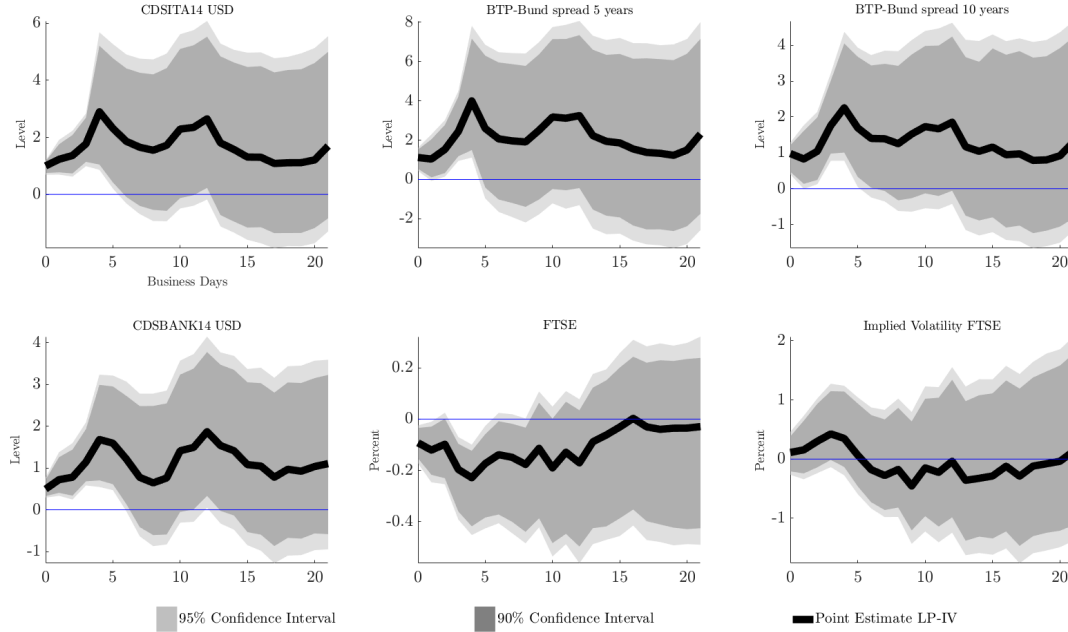 CDSITA14 USD
6
4
2
0
Level
0 5 10 15 20
Business Days
BTP-Bund spread 5 years
8
6
4
2
0
-2
Level
0 5 10 15 20
BTP-Bund spread 10 years
4
3
2
1
0
-1
Level
0 5 10 15 20
CDSBANK14 USD
4
3
2
1
0
-1
Level
0 5 10 15 20
FTSE
0.2
0
-0.2
-0.4
Percent
0 5 10 15 20
Implied Volatility FTSE
2
1
0
-1
Percent
0 5 10 15 20
95% Confidence Interval
90% Confidence Interval
Point Estimate LP-IV